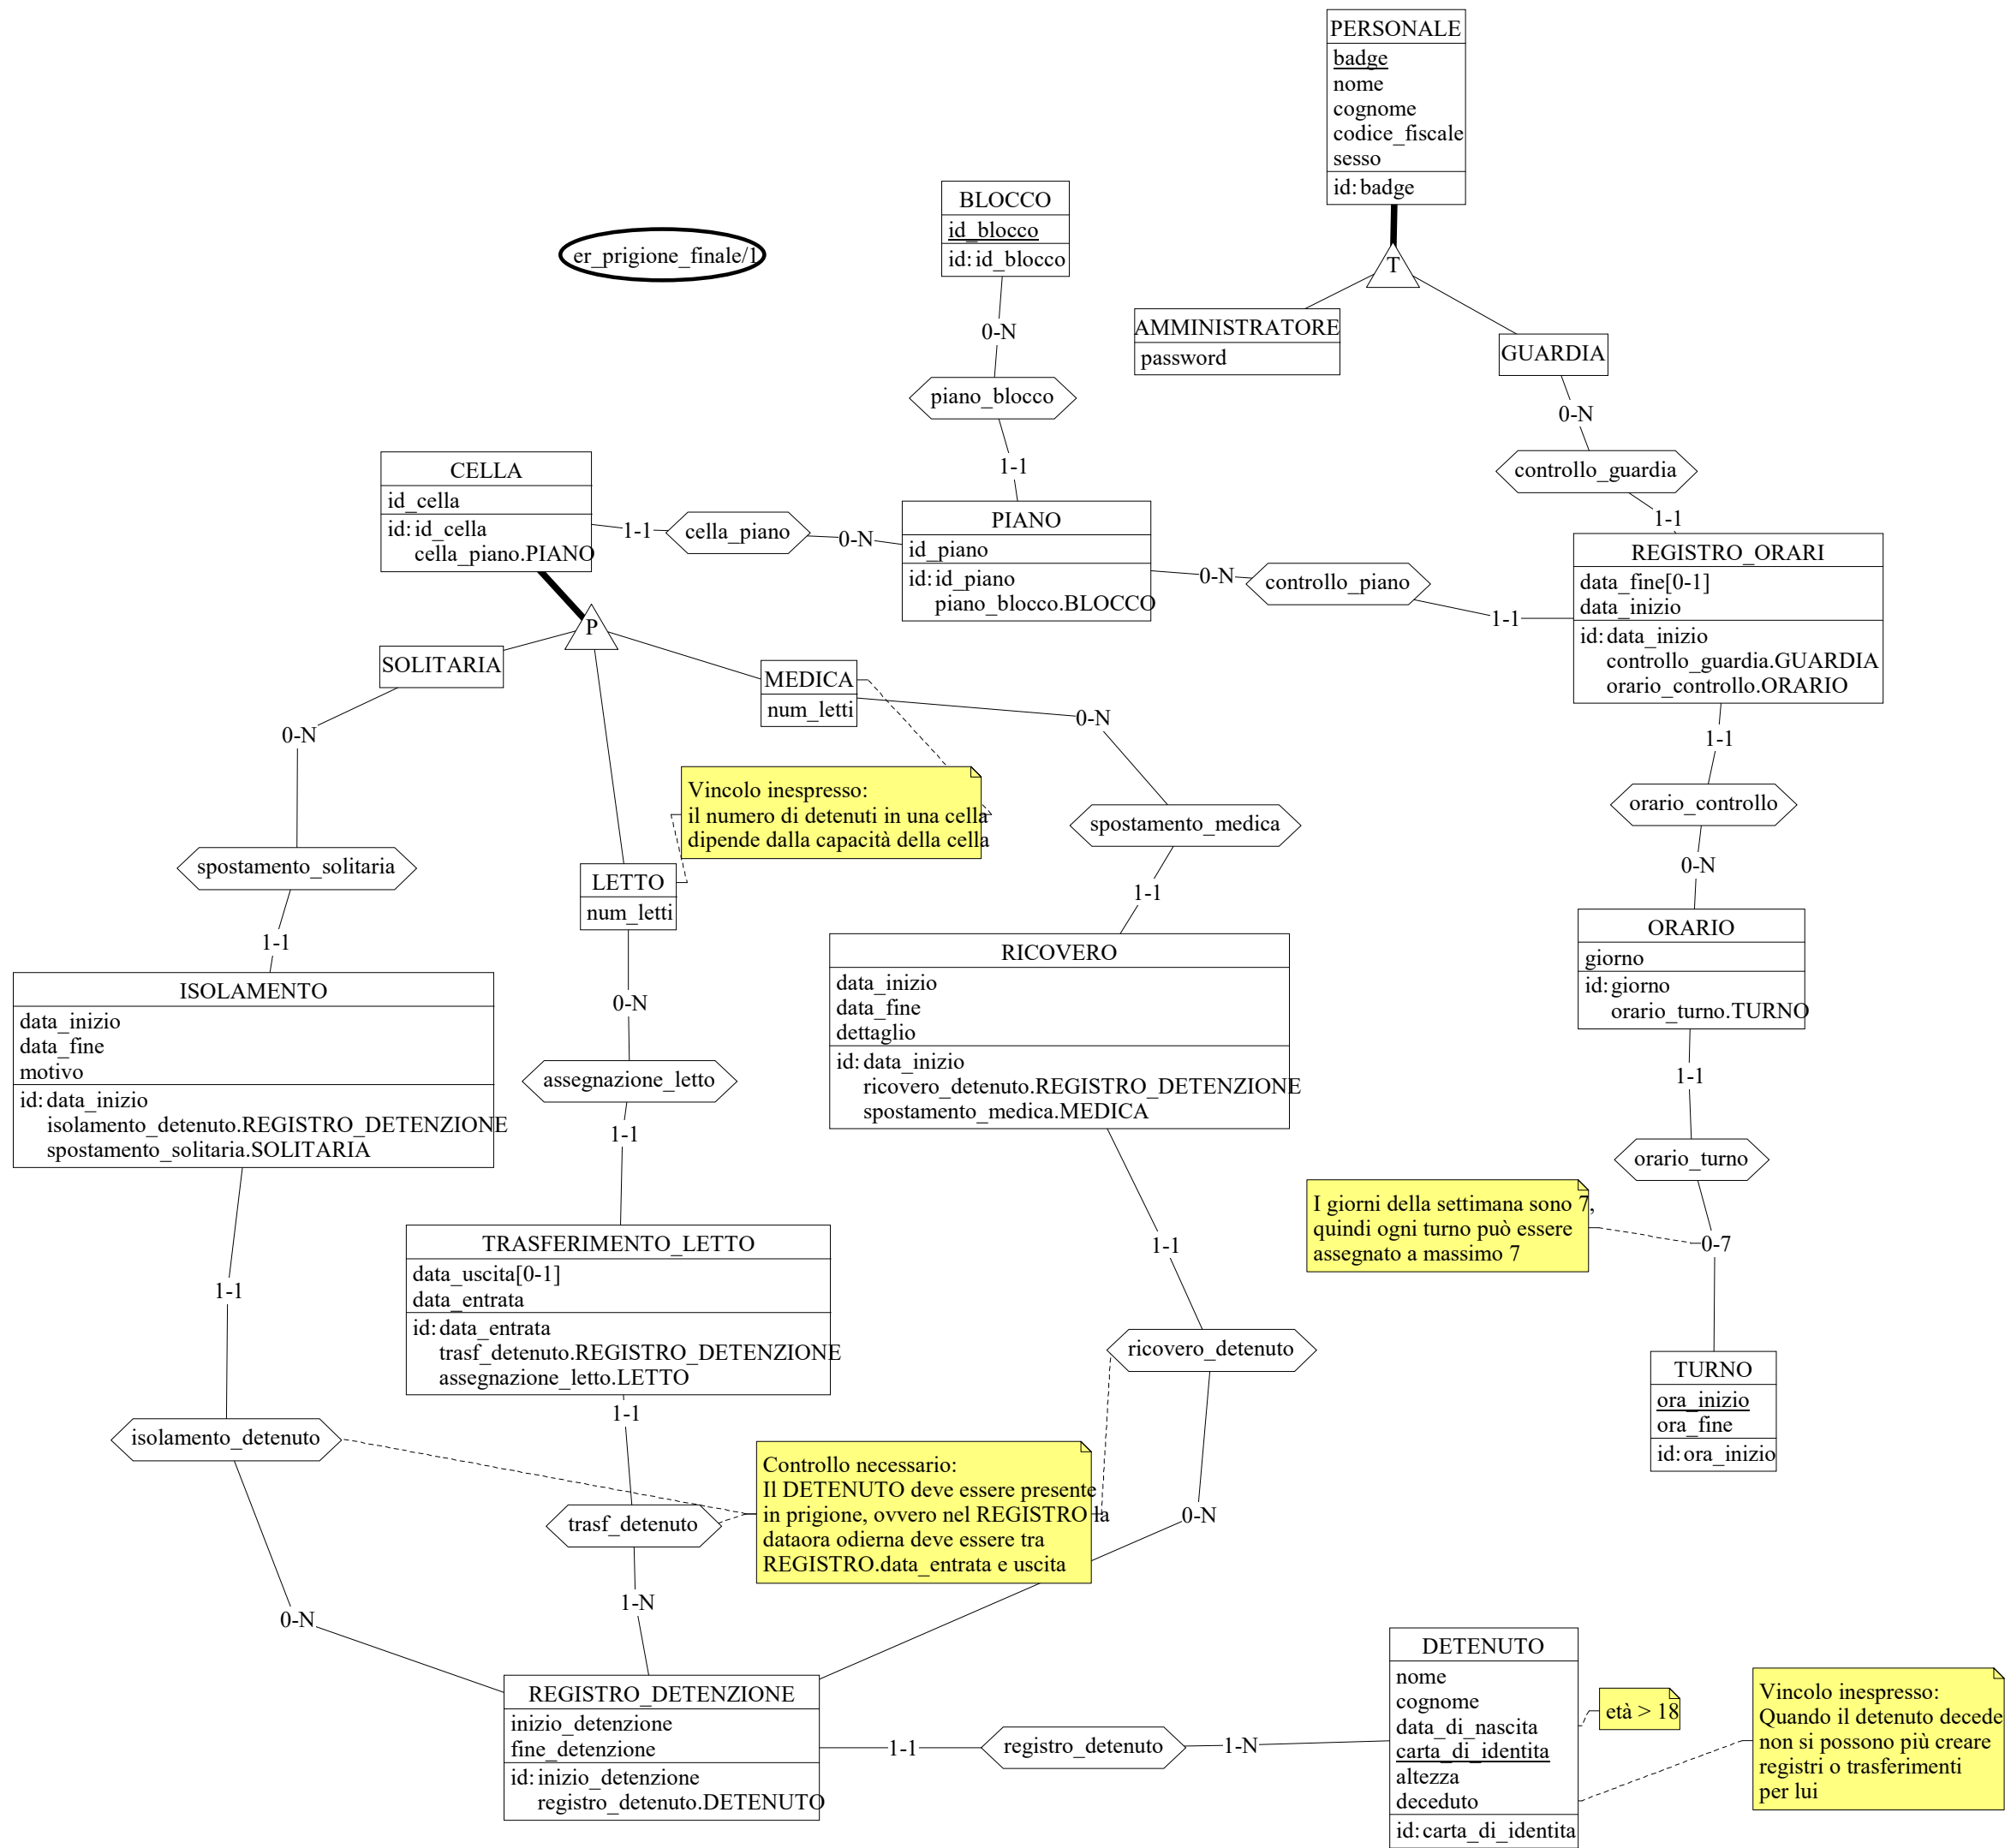 PERSONALE
badge
nome
cognome
codice_fiscale
sesso
id: badge
BLOCCO
id_blocco
id: id_blocco
er_prigione_finale/1
T
AMMINISTRATORE
password
GUARDIA
0-N
piano_blocco
0-N
controllo_guardia
1-1
1-1
CELLA
id_cella
id: id_cella
cella_piano.PIANO
1-1
cella_piano
0-N
PIANO
id_piano
id: id_piano
piano_blocco.BLOCCO
0-N
controllo_piano
1-1
REGISTRO_ORARI
data_fine[0-1]
data_inizio
id: data_inizio
controllo_guardia.GUARDIA
orario_controllo.ORARIO
P
SOLITARIA
MEDICA
num_letti
0-N
0-N
1-1
Vincolo inespresso:
il numero di detenuti in una cella
dipende dalla capacità della cella
spostamento_medica
orario_controllo
spostamento_solitaria
0-N
LETTO
num_letti
1-1
ORARIO
giorno
id: giorno
orario_turno.TURNO
1-1
RICOVERO
data_inizio
data_fine
dettaglio
id: data_inizio
ricovero_detenuto.REGISTRO_DETENZIONE
spostamento_medica.MEDICA
ISOLAMENTO
data_inizio
data_fine
motivo
id: data_inizio
isolamento_detenuto.REGISTRO_DETENZIONE
spostamento_solitaria.SOLITARIA
0-N
assegnazione_letto
1-1
1-1
orario_turno
I giorni della settimana sono 7,
quindi ogni turno può essere
assegnato a massimo 7
0-7
TRASFERIMENTO_LETTO
data_uscita[0-1]
data_entrata
id: data_entrata
trasf_detenuto.REGISTRO_DETENZIONE
assegnazione_letto.LETTO
1-1
1-1
ricovero_detenuto
TURNO
ora_inizio
ora_fine
id: ora_inizio
1-1
isolamento_detenuto
Controllo necessario:
Il DETENUTO deve essere presente
in prigione, ovvero nel REGISTRO la
dataora odierna deve essere tra
REGISTRO.data_entrata e uscita
trasf_detenuto
0-N
1-N
0-N
REGISTRO_DETENZIONE
inizio_detenzione
fine_detenzione
id: inizio_detenzione
registro_detenuto.DETENUTO
1-1
registro_detenuto
1-N
DETENUTO
nome
cognome
data_di_nascita
carta_di_identita
altezza
deceduto
id: carta_di_identita
età > 18
Vincolo inespresso:
Quando il detenuto decede
non si possono più creare
registri o trasferimenti
per lui